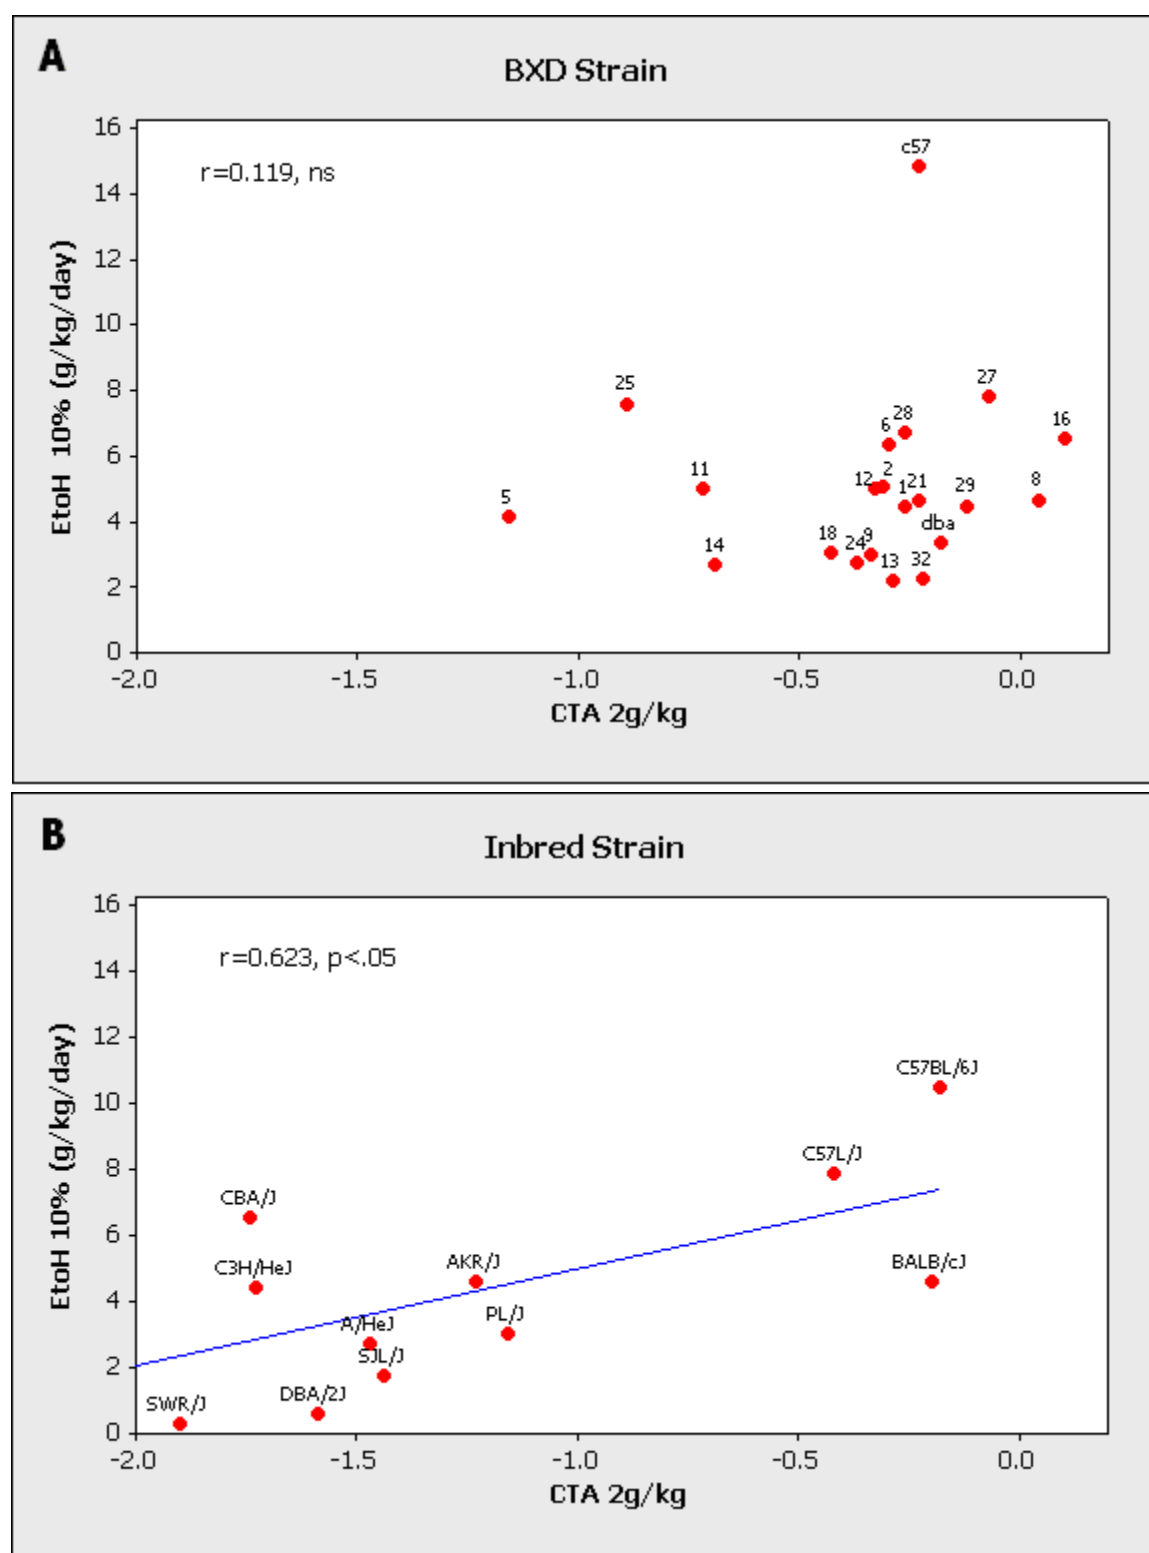 A
BXD Strain
16
14
12
10
8
6
4
2
0
EtoH 10% (g/kg/day)
r=0.119, ns
c57
27
25
28
16
6
11
12
2
1
21
29
8
5
dba
18
24
9
14
13
32
-2.0 -1.5 -1.0 -0.5 0.0
CTA 2g/kg
B
Inbred Strain
16
14
12
10
8
6
4
2
0
EtoH 10% (g/kg/day)
r=0.623, p<.05
C57BL/6J
C57L/J
CBA/J
C3H/HeJ
AKR/J
BALB/cJ
PL/J
A/HeJ
SJL/J
DBA/2J
SWR/J
-2.0 -1.5 -1.0 -0.5 0.0
CTA 2g/kg